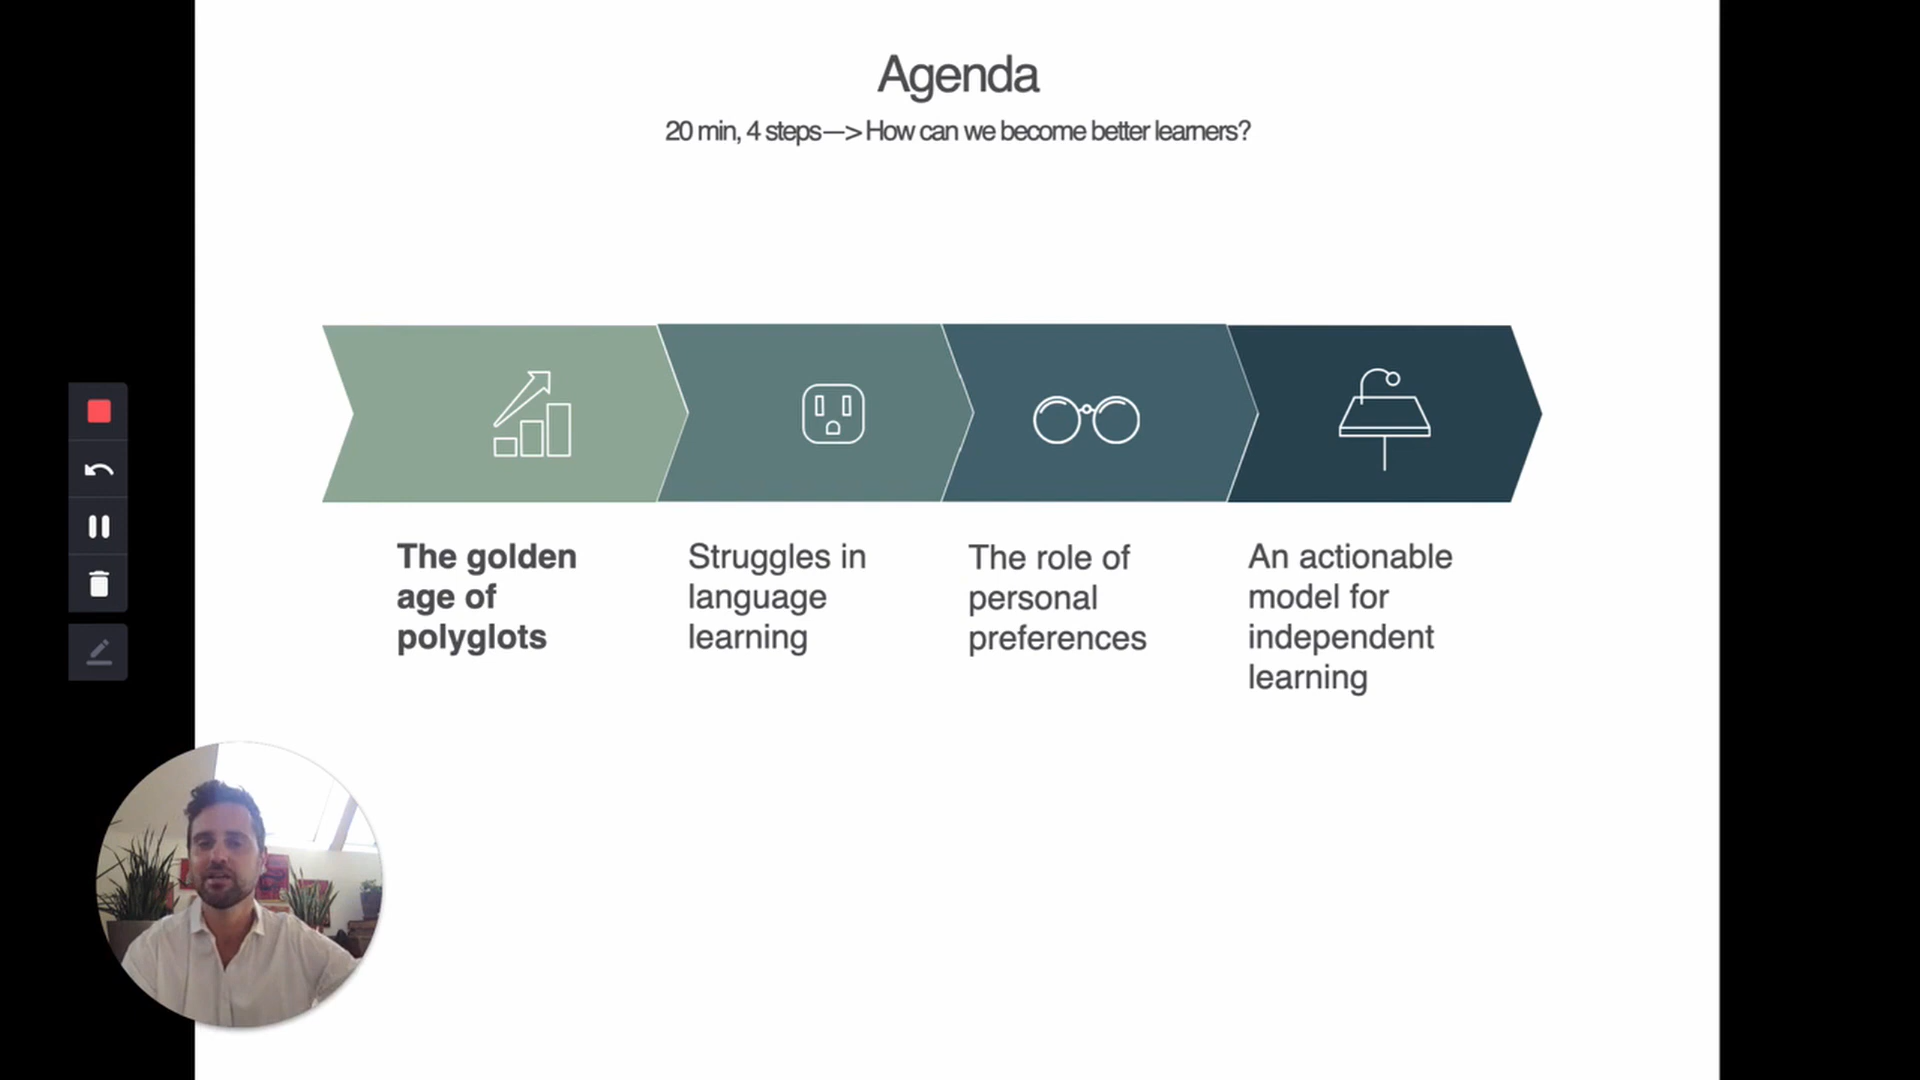 Agenda
20 min, 4 steps—> How can we become better learners?
The golden
age of
polyglots
Struggles in
language
learning
The role of
personal
preferences
An actionable
model for
independent
learning